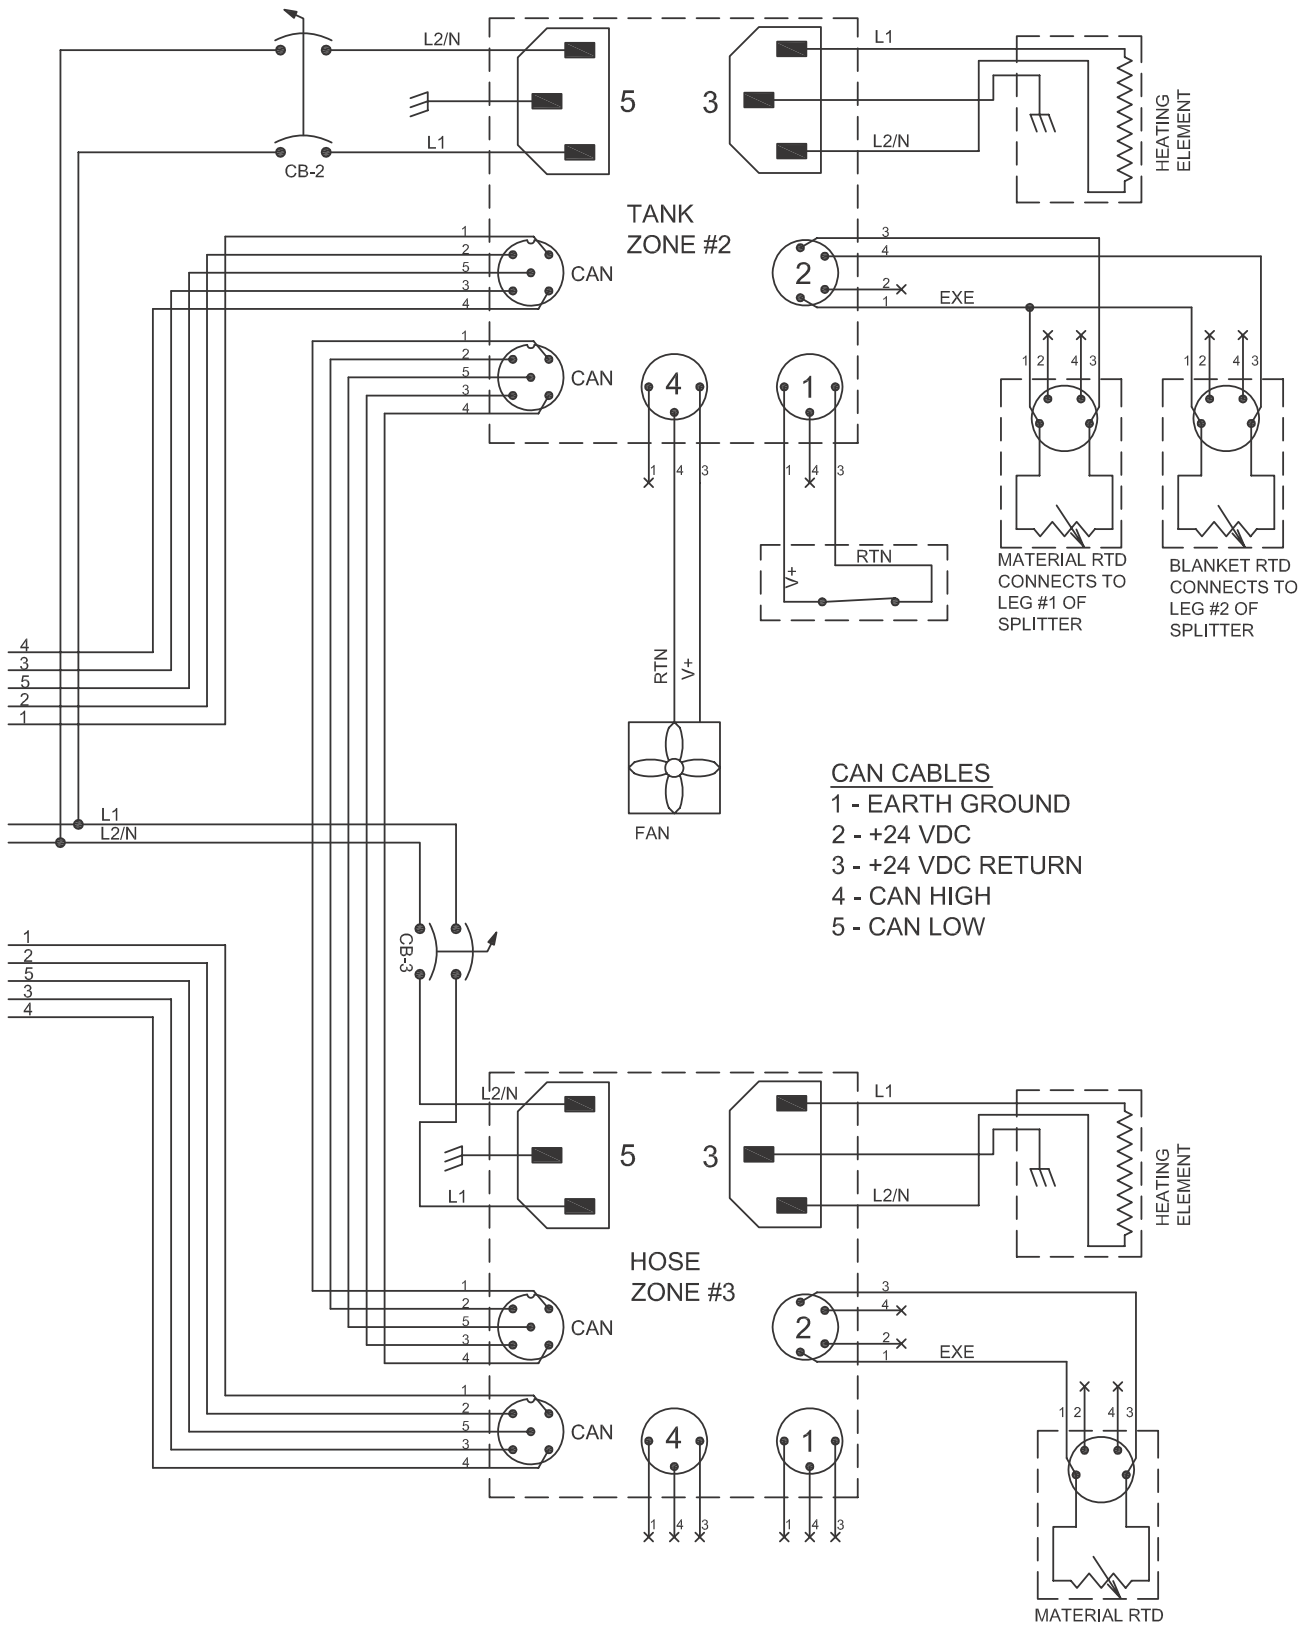 L2/N
5
3
L1
HEATING
ELEMENT
L1
L2/N
CB-2
TANK
ZONE #2
1
2
5
3
4
CAN
2
3
4
2
1
EXE
1
2
5
3
4
CAN
4
1
1
2
4
3
1
2
4
3
1
4
3
1
4
3
RTN
V+
MATERIAL RTD
CONNECTS TO
LEG #1 OF
SPLITTER
BLANKET RTD
CONNECTS TO
LEG #2 OF
SPLITTER
4
3
5
2
1
RTN
V+
FAN
CAN CABLES
1 - EARTH GROUND
2 - +24 VDC
3 - +24 VDC RETURN
4 - CAN HIGH
5 - CAN LOW
L1
L2/N
CB-3
1
2
5
3
4
L2/N
5
3
L1
HEATING
ELEMENT
L1
L2/N
HOSE
ZONE #3
1
2
5
3
4
CAN
2
3
4
2
1
EXE
1
2
5
3
4
CAN
4
1
1
2
4
3
1
4
3
1
4
3
MATERIAL RTD